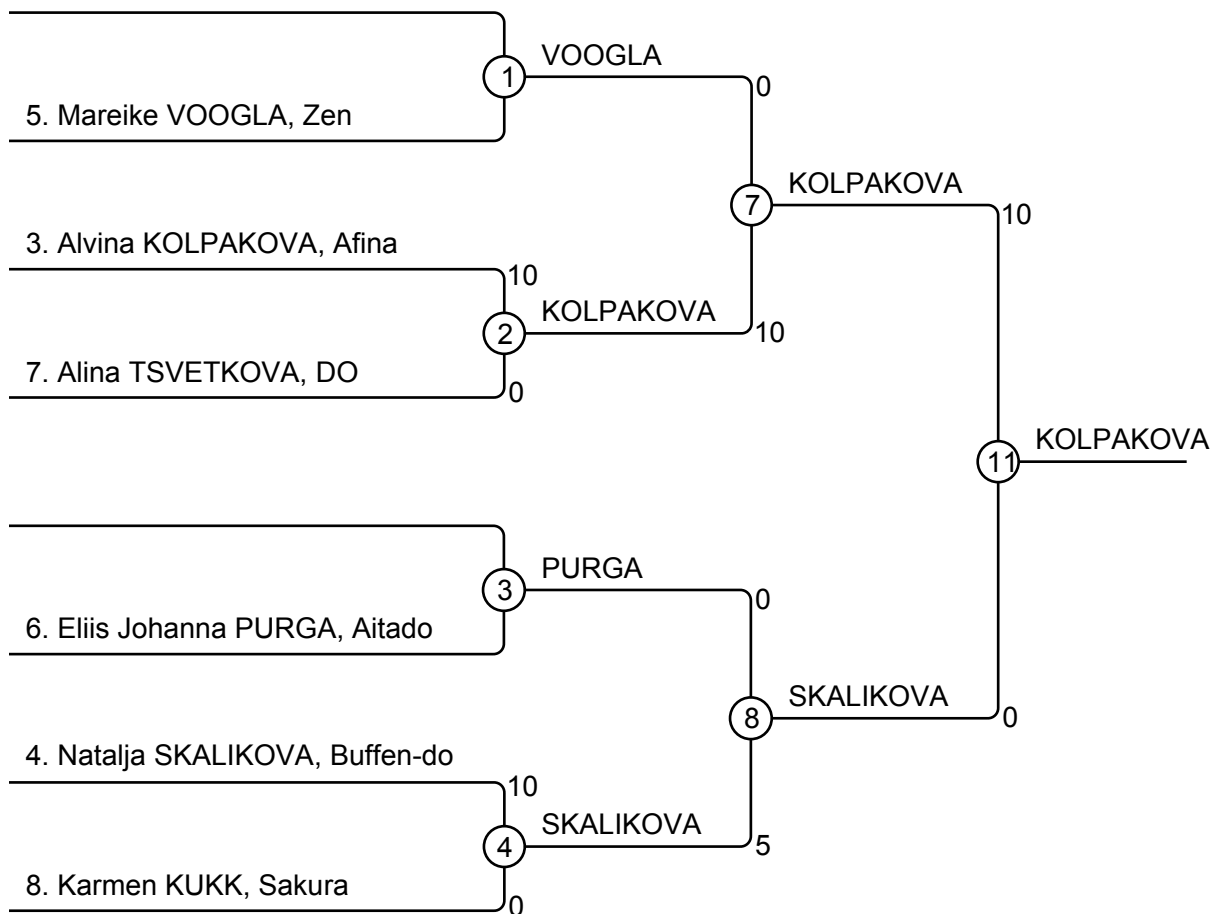 VOOGLA
1
0
5. Mareike VOOGLA, Zen
KOLPAKOVA
7
10
3. Alvina KOLPAKOVA, Afina
10
KOLPAKOVA
2
10
7. Alina TSVETKOVA, DO
0
KOLPAKOVA
11
PURGA
3
0
6. Eliis Johanna PURGA, Aitado
SKALIKOVA
8
0
4. Natalja SKALIKOVA, Buffen-do
10
SKALIKOVA
4
5
8. Karmen KUKK, Sakura
0